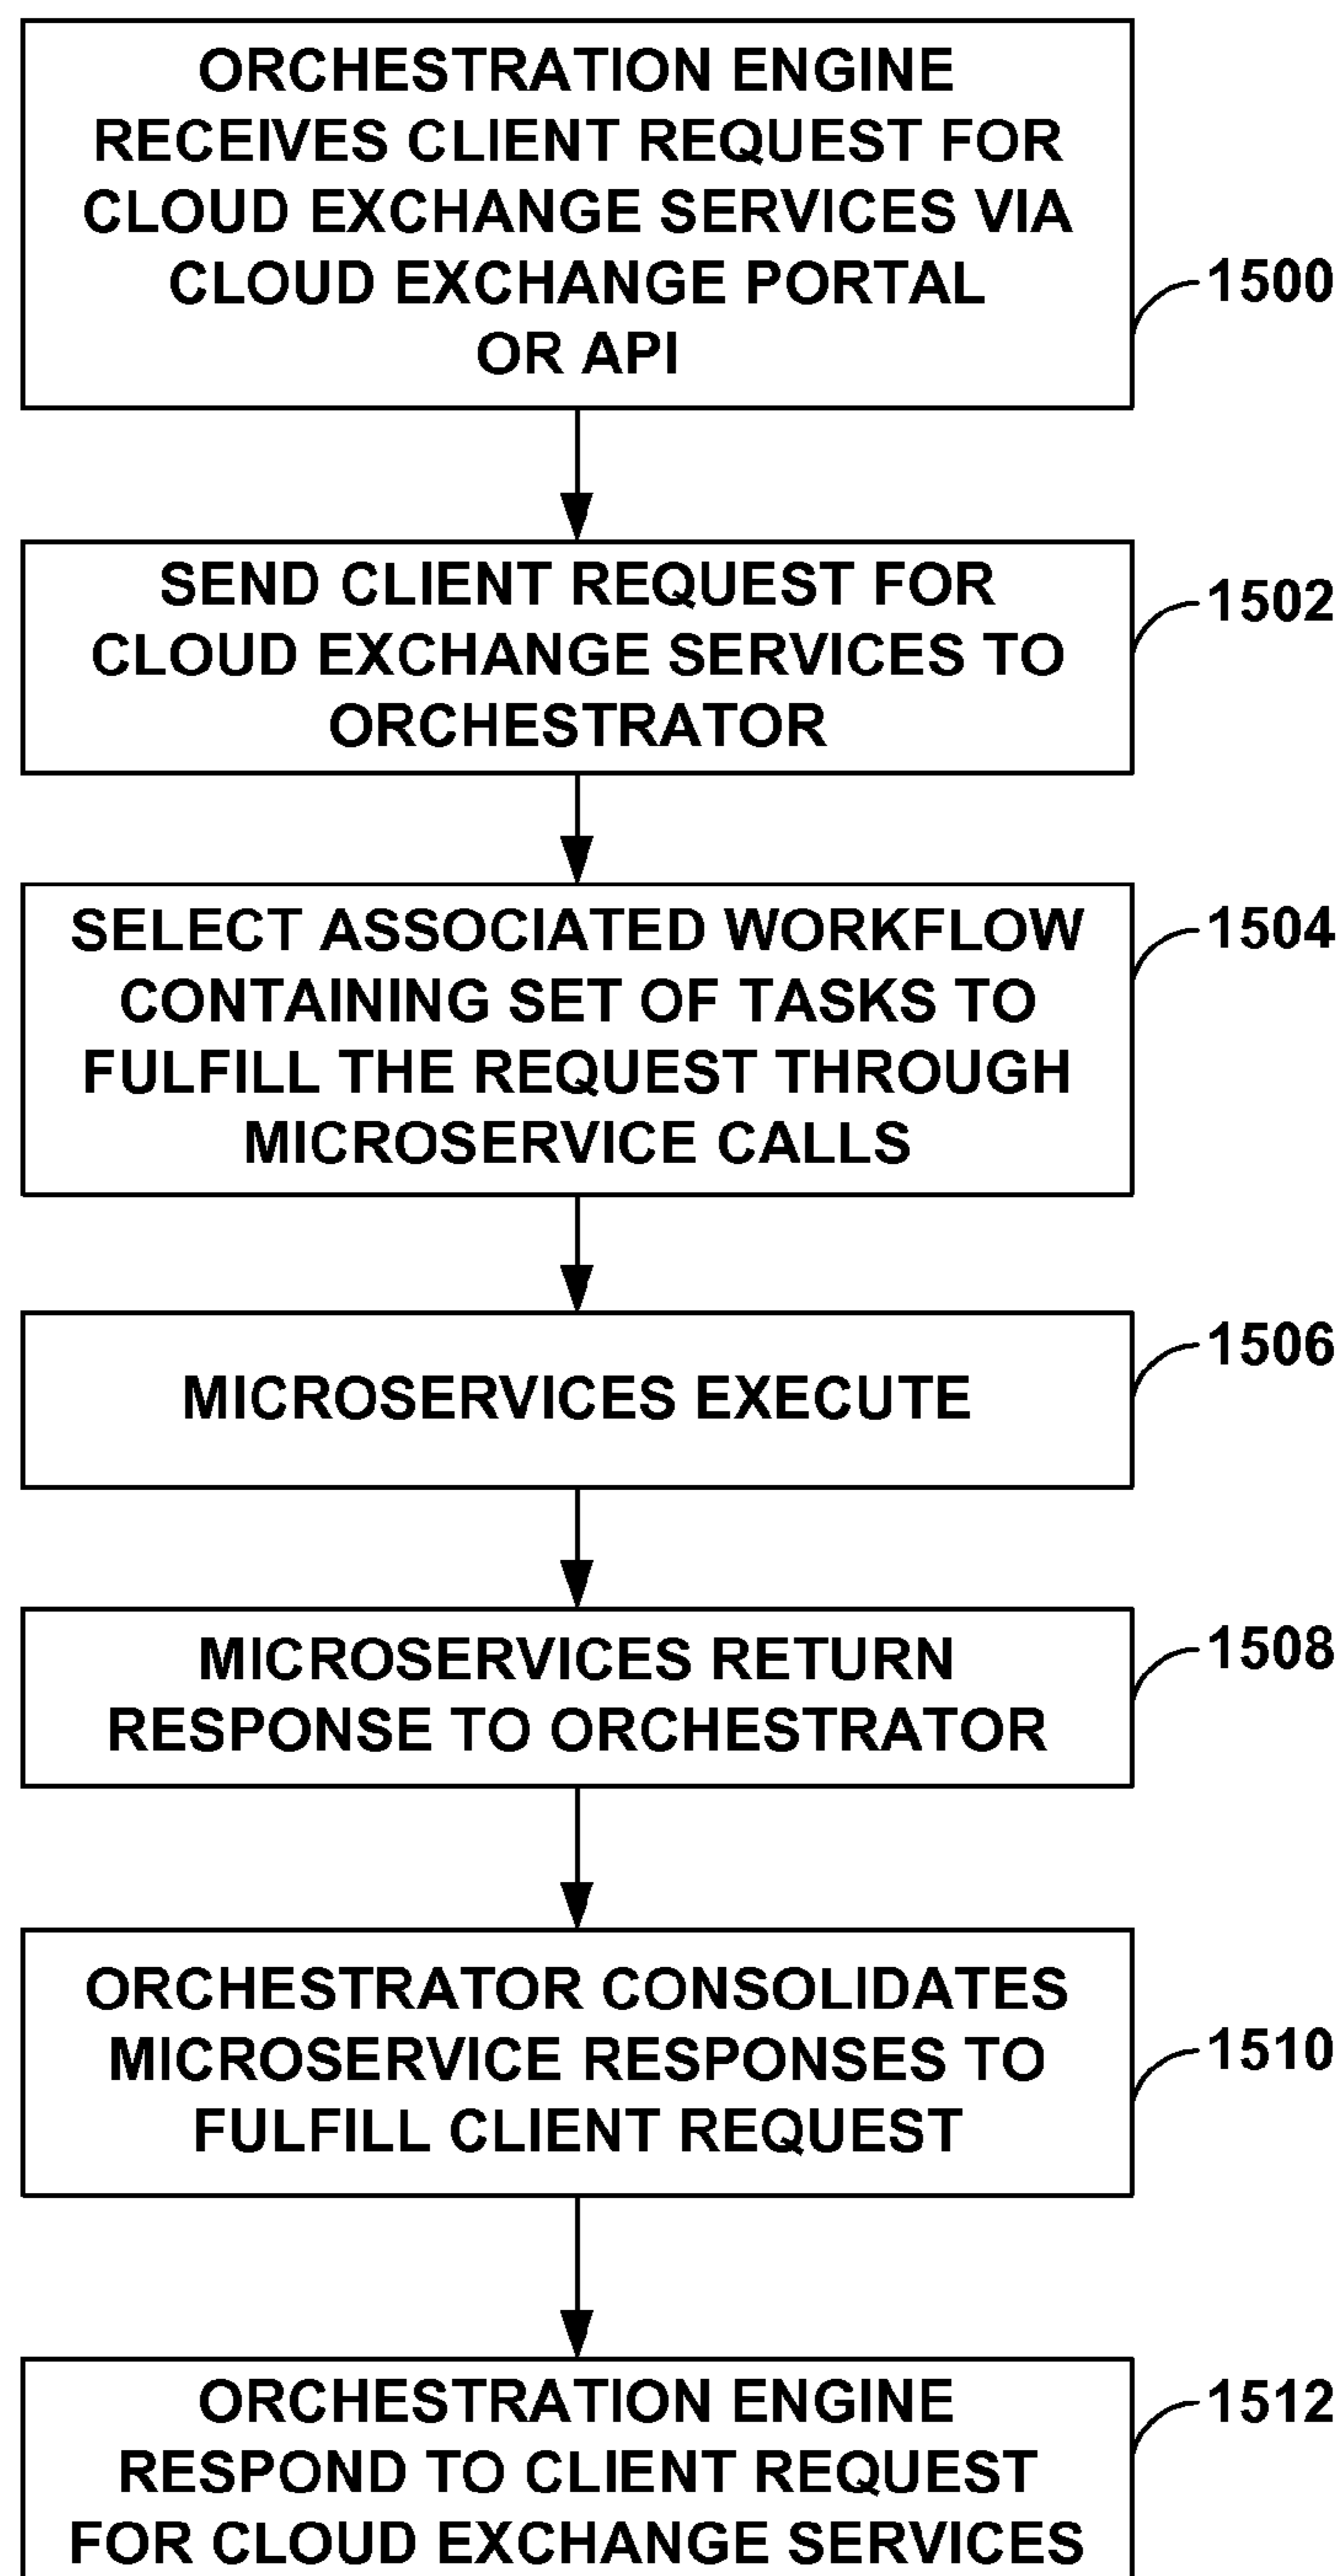 ORCHESTRATION ENGINE
RECEIVES CLIENT REQUEST FOR
CLOUD EXCHANGE SERVICES VIA
CLOUD EXCHANGE PORTAL
OR API
1500
SEND CLIENT REQUEST FOR
CLOUD EXCHANGE SERVICES TO
ORCHESTRATOR
1502
SELECT ASSOCIATED WORKFLOW
CONTAINING SET OF TASKS TO
FULFILL THE REQUEST THROUGH
MICROSERVICE CALLS
1504
MICROSERVICES EXECUTE
1506
MICROSERVICES RETURN
RESPONSE TO ORCHESTRATOR
1508
ORCHESTRATOR CONSOLIDATES
MICROSERVICE RESPONSES TO
FULFILL CLIENT REQUEST
1510
ORCHESTRATION ENGINE
RESPOND TO CLIENT REQUEST
FOR CLOUD EXCHANGE SERVICES
1512